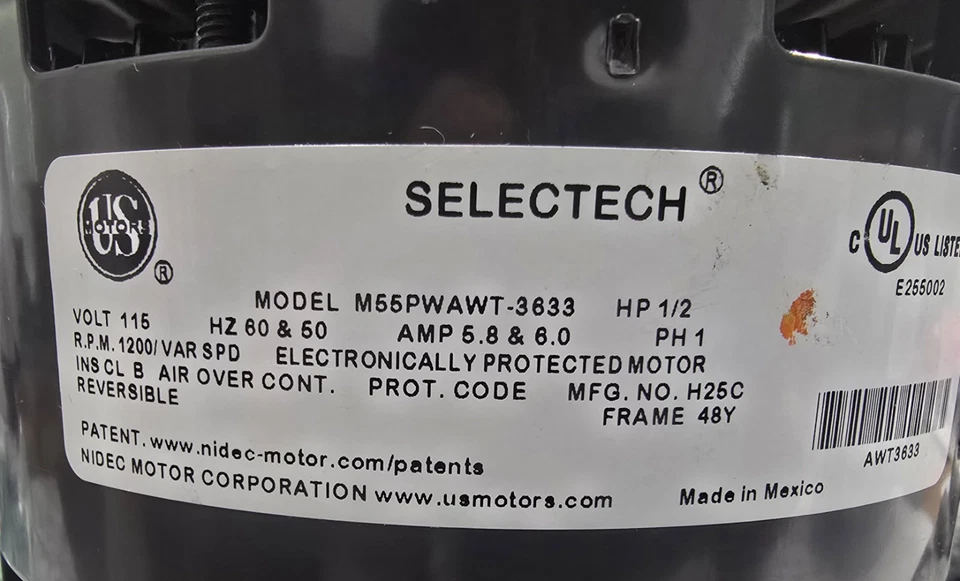 US
MOTORS
®
SELECTECH®
C UL US LISTE
E255002
MODEL M55PWAWT-3633 HP 1/2
VOLT 115 HZ 60 & 50 AMP 5.8 & 6.0 PH 1
R.P.M. 1200/VAR SPD ELECTRONICALLY PROTECTED MOTOR
INS CL B AIR OVER CONT. PROT. CODE MFG. NO. H25C
REVERSIBLE FRAME 48Y
AWT3633
PATENT. www.nidec-motor.com/patents
NIDEC MOTOR CORPORATION www.usmotors.com Made in Mexico